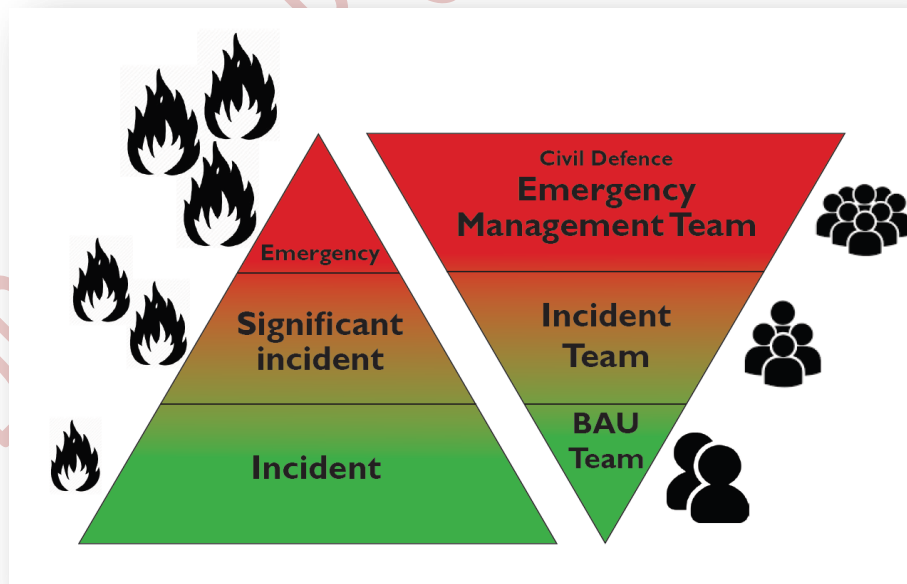 Emergency
Significant
incident
Incident
Civil Defence
Emergency
Management Team
Incident
Team
BAU
Team